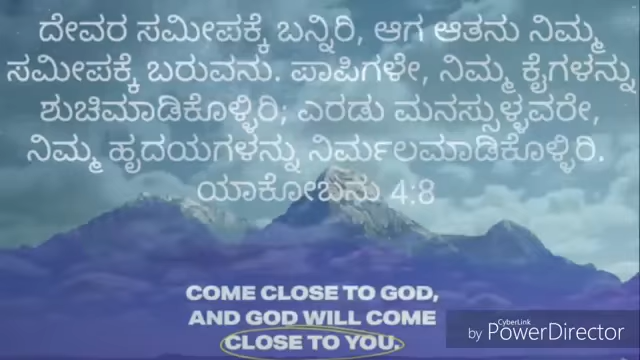 ದೇವರ ಸಮೀಪಕ್ಕೆ ಬನ್ನಿರಿ, ಆಗ ಆತನು ನಿಮ್ಮ
ಸಮೀಪಕ್ಕೆ ಬರುವನು. ಪಾಪಿಗಳೇ, ನಿಮ್ಮ ಕೈಗಳನ್ನು
ಶುಚಿಮಾಡಿಕೊಳ್ಳಿರಿ; ಎರಡು ಮನಸ್ಸುಳ್ಳವರೇ,
ನಿಮ್ಮ ಹೃದಯಗಳನ್ನು ನಿರ್ಮಲಮಾಡಿಕೊಳ್ಳಿರಿ.
ಯಾಕೋಬನು 4:8
COME CLOSE TO GOD,
AND GOD WILL COME
CLOSE TO YOU.
CyberLink
by PowerDirector